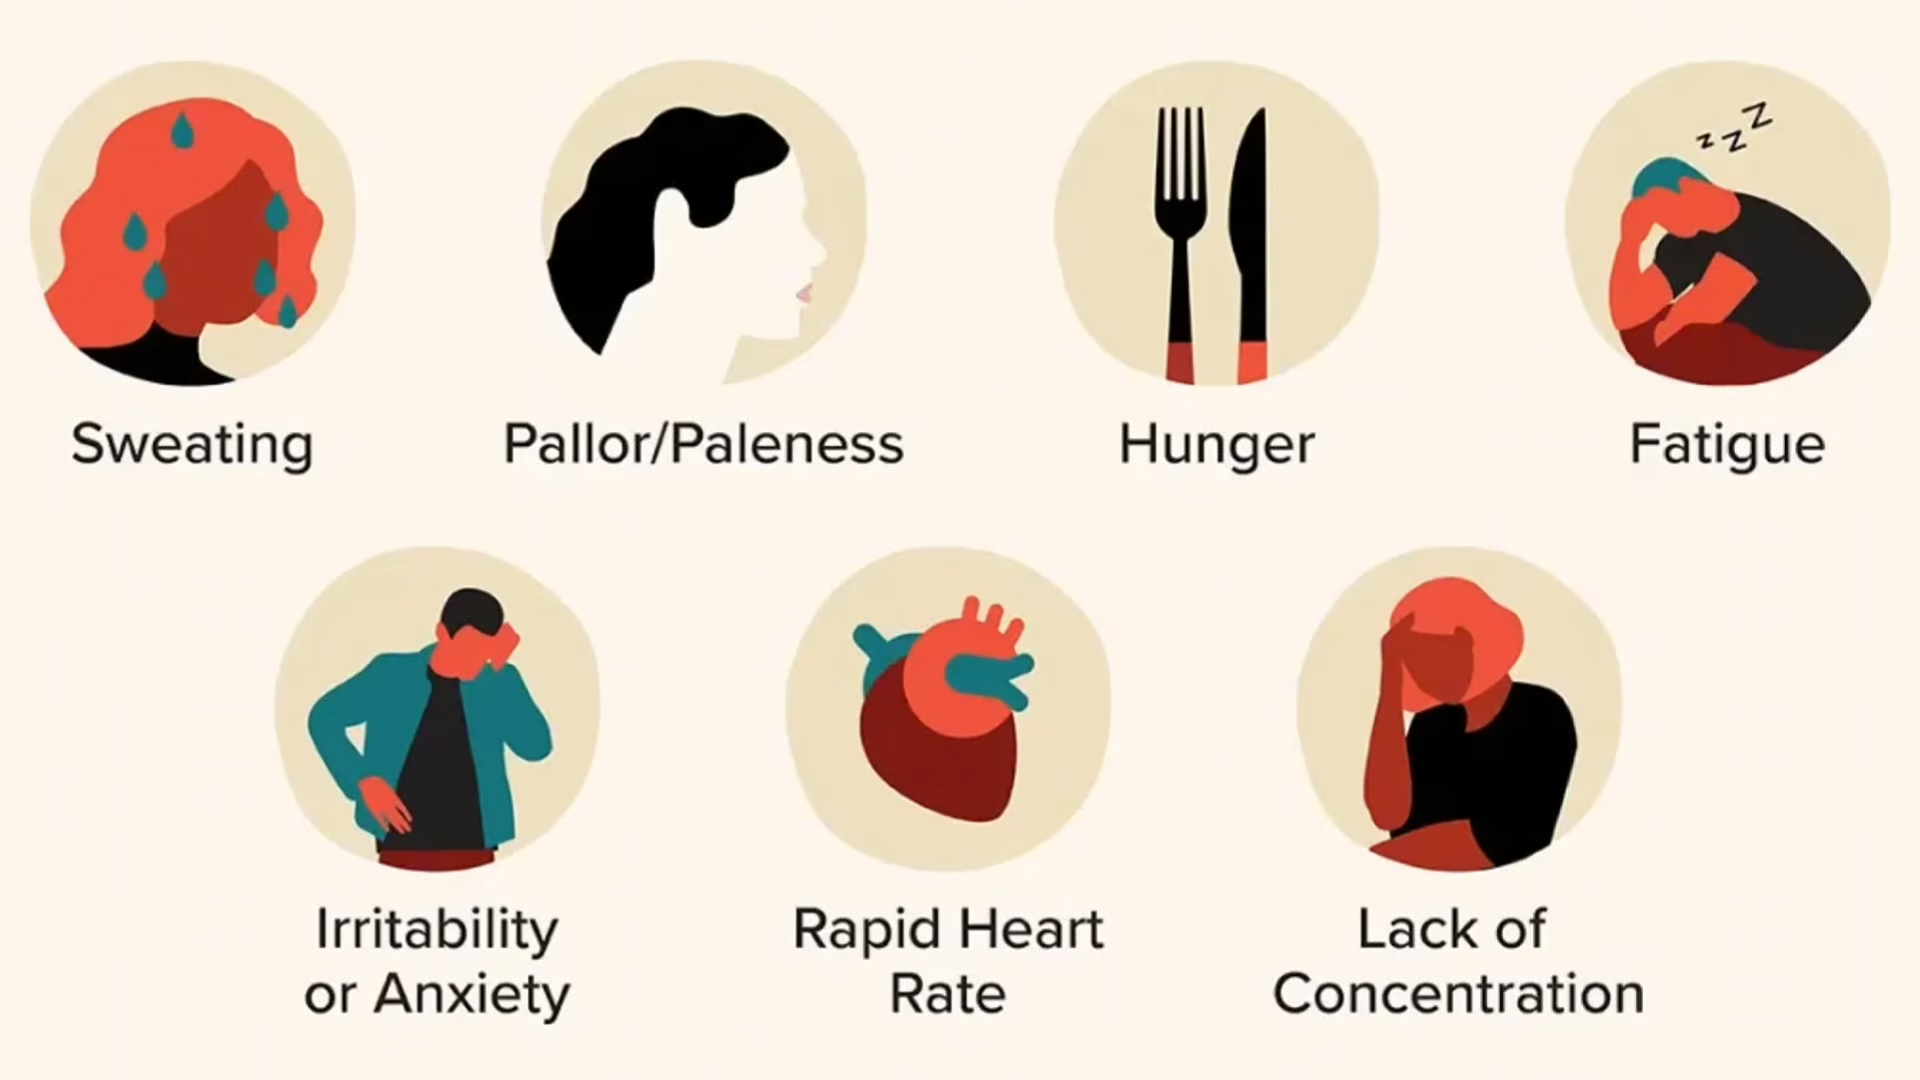 z z Z
Sweating
Pallor/Paleness
Hunger
Fatigue
Irritability
or Anxiety
Rapid Heart
Rate
Lack of
Concentration